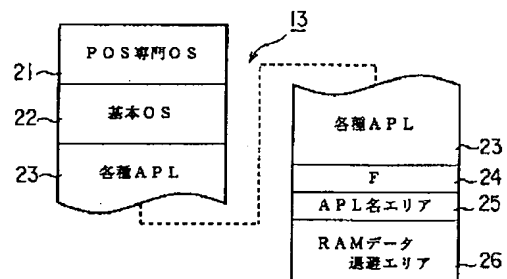 13
21
POS専門OS
22
基本OS
23
各種APL
各種APL
23
F
24
APL名エリア
25
RAMデータ
退避エリア
26